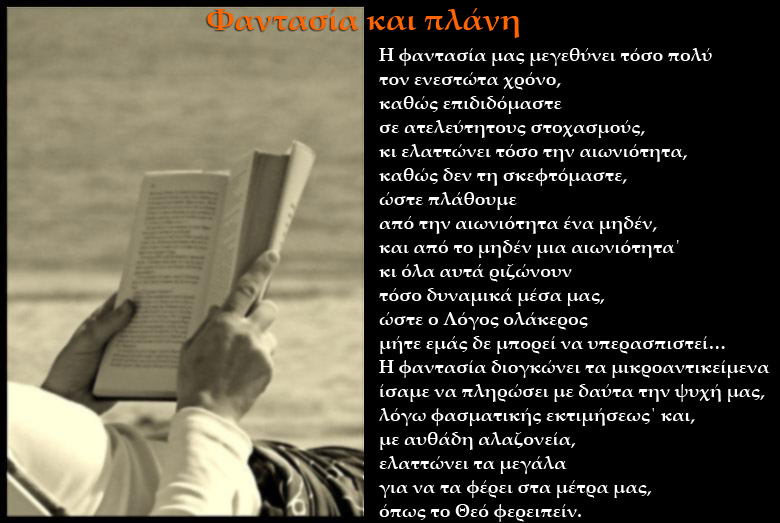 Φαντασία και πλάνη
Η φαντασία μας μεγεθύνει τόσο πολύ
τον ενεστώτα χρόνο,
καθώς επιδιδόμαστε
σε ατελεύτητους στοχασμούς,
κι ελαττώνει τόσο την αιωνιότητα,
καθώς δεν τη σκεφτόμαστε,
ώστε πλάθουμε
από την αιωνιότητα ένα μηδέν,
και από το μηδέν μια αιωνιότητα˙
κι όλα αυτά ριζώνουν
τόσο δυναμικά μέσα μας,
ώστε ο Λόγος ολάκερος
μήτε εμάς δε μπορεί να υπερασπιστεί…
Η φαντασία διογκώνει τα μικροαντικείμενα
ίσαμε να πληρώσει με δαύτα την ψυχή μας,
λόγω φασματικής εκτιμήσεως˙ και,
με αυθάδη αλαζονεία,
ελαττώνει τα μεγάλα
για να τα φέρει στα μέτρα μας,
όπως το Θεό φερειπείν.